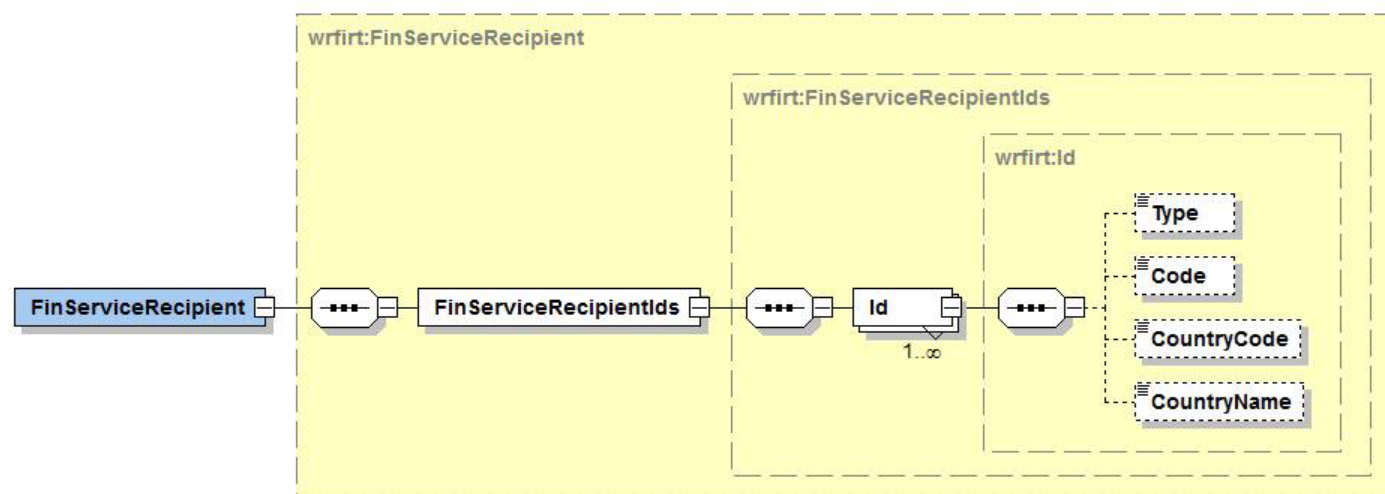 wrfirt:FinServiceRecipient
wrfirt:FinServiceRecipientIds
wrfirt:Id
Type
Code
FinServiceRecipient
FinServiceRecipientIds
Id
CountryCode
1..∞
CountryName